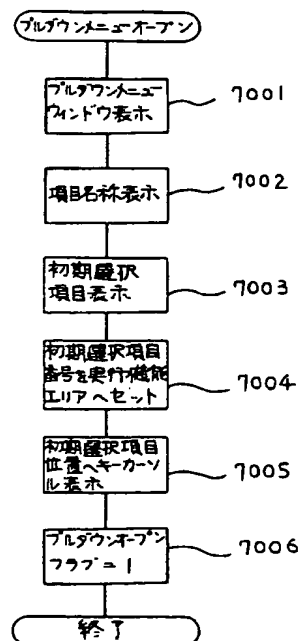 プルダウンメニューオープン
プルダウンメニュー
ウィンドウ表示
7001
項目名称表示
7002
初期選択
項目表示
7003
初期選択項目
番号を実行機能
エリアへセット
7004
初期選択項目
位置へキーカーソ
ル表示
7005
プルダウンオープン
フラグ=1
7006
終了